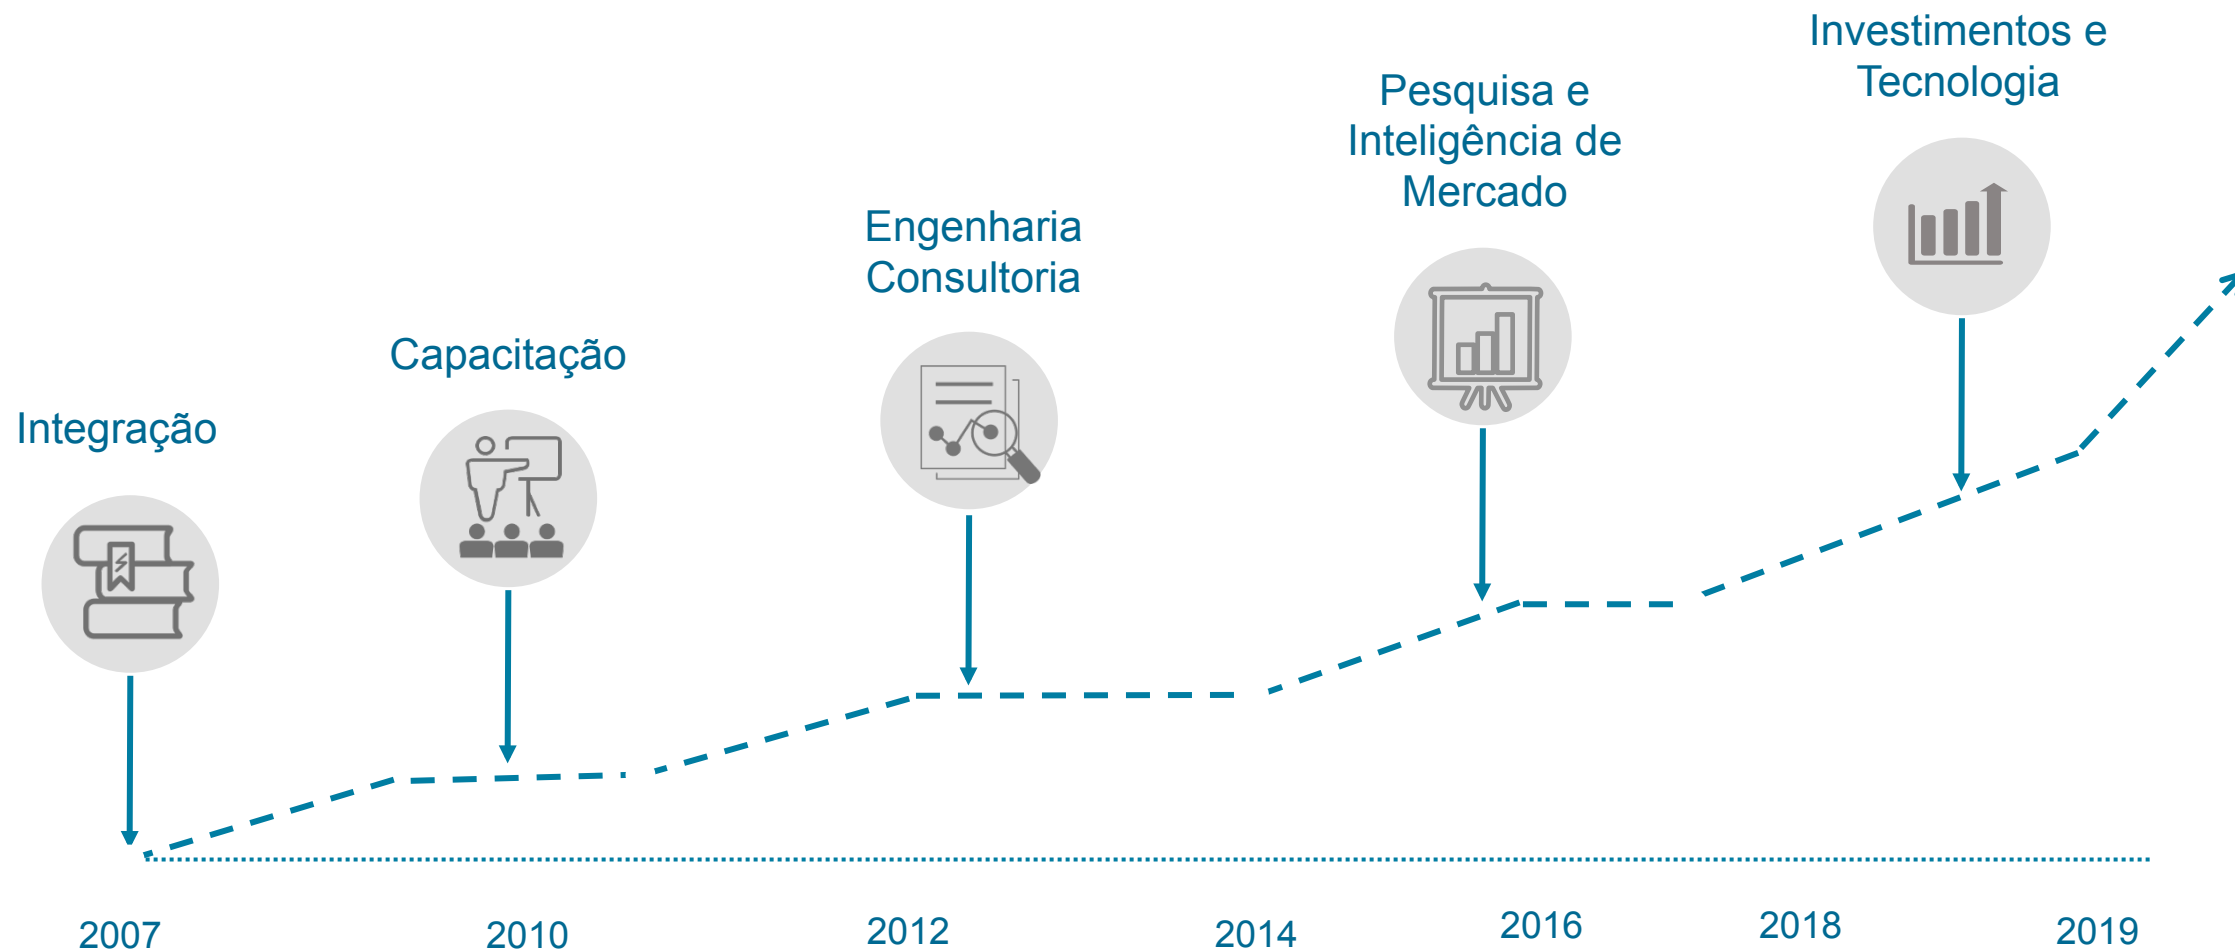 Integração
Capacitação
Engenharia
Consultoria
Pesquisa e
Inteligência de
Mercado
Investimentos e
Tecnologia
2007
2010
2012
2014
2016
2018
2019